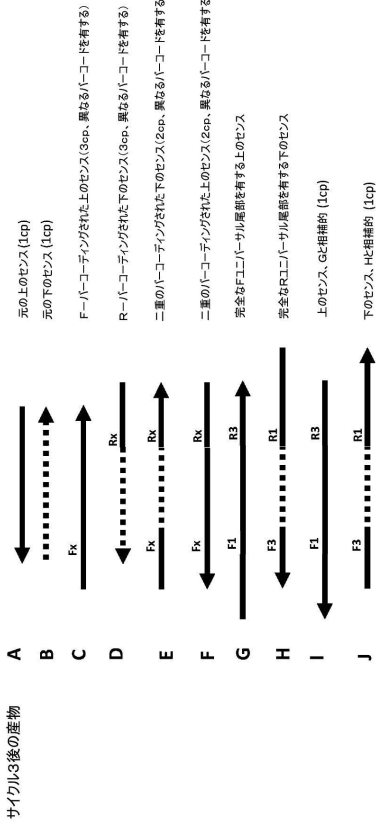 サイクル3後の産物
A
元の上のセンス(1cp)
B
元の下のセンス(1cp)
C
Fx
F－バーコーディングされた上のセンス(3cp、異なるバーコードを有する)
D
Rx
R－バーコーディングされた下のセンス(3cp、異なるバーコードを有する)
E
Fx
Rx
二重のバーコーディングされた下のセンス(2cp、異なるバーコードを有する
F
Fx
Rx
二重のバーコーディングされた上のセンス(2cp、異なるバーコードを有する
G
F1
R3
完全なFユニバーサル尾部を有する上のセンス
H
F3
R1
完全なRユニバーサル尾部を有する下のセンス
I
F1
R3
上のセンス、Gと相補的 (1cp)
J
F3
R1
下のセンス、Hと相補的 (1cp)